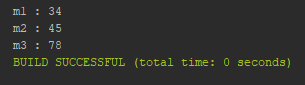 m1 : 34
m2 : 45
m3 : 78
BUILD SUCCESSFUL (total time: 0 seconds)